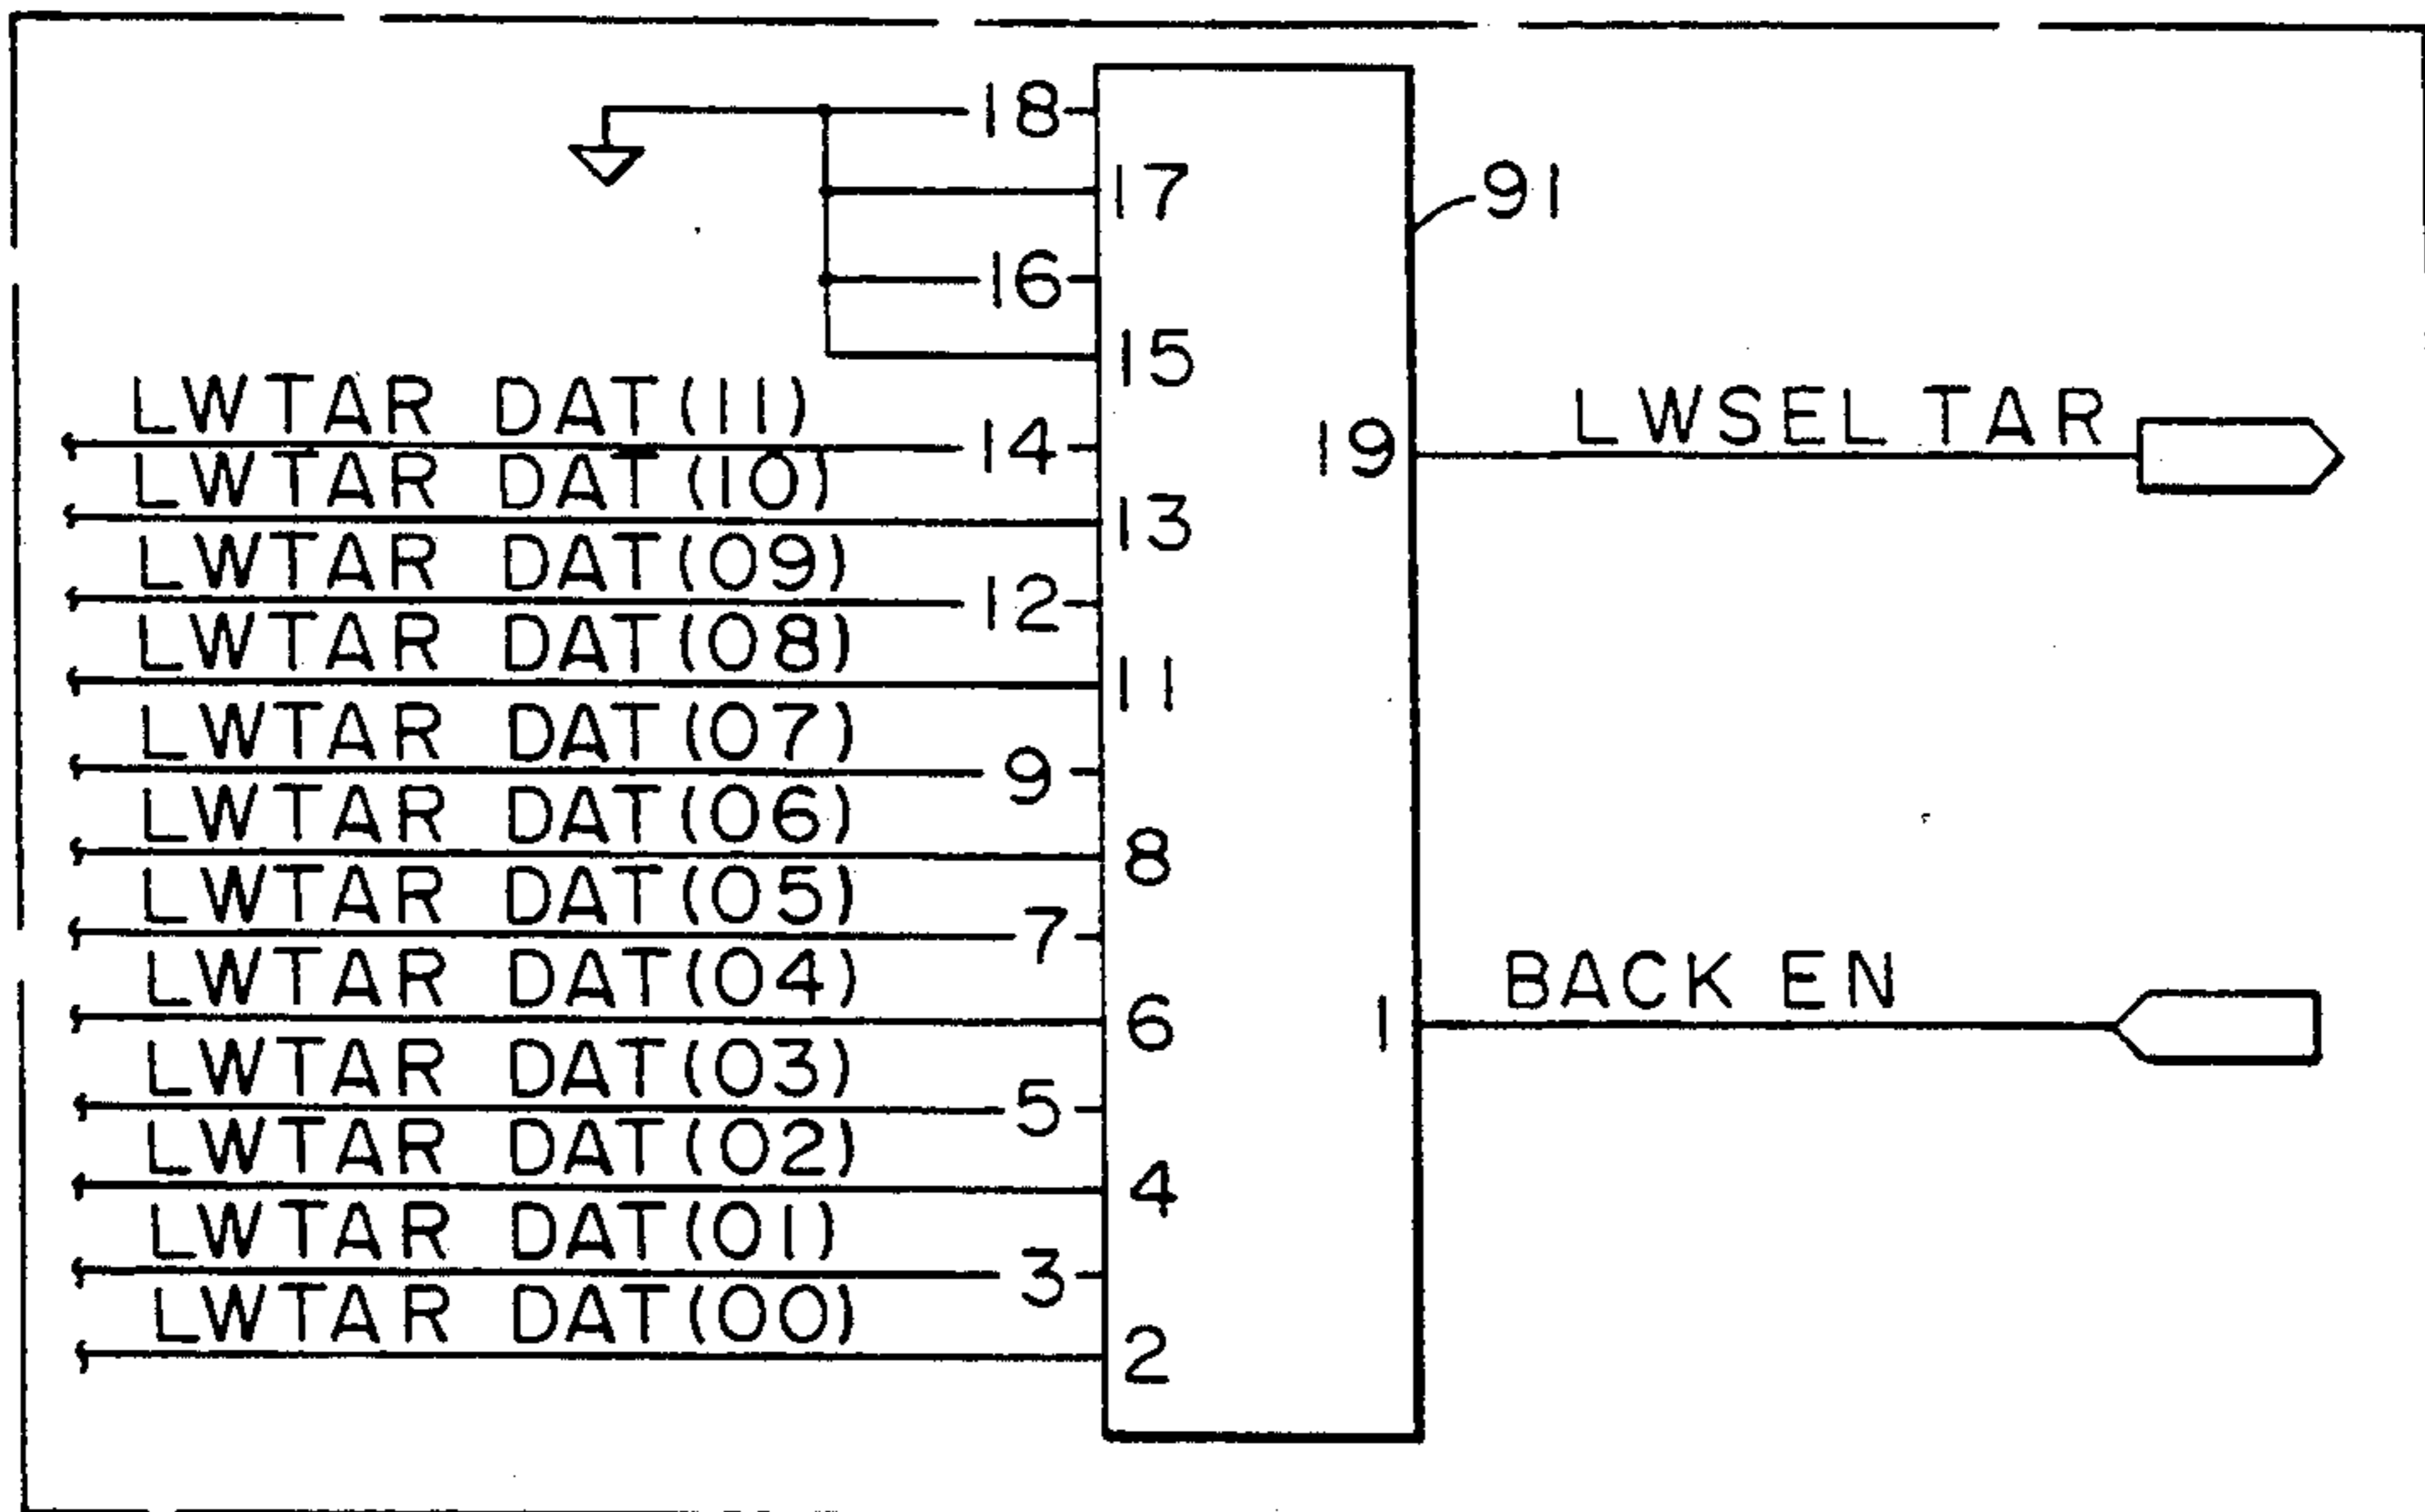 18
17
91
16
15
LWTAR DAT(11)
14
19
LWSEL TAR
LWTAR DAT(10)
13
LWTAR DAT(09)
12
LWTAR DAT(08)
11
LWTAR DAT(07)
9
LWTAR DAT(06)
8
LWTAR DAT(05)
7
LWTAR DAT(04)
6
1
BACK EN
LWTAR DAT(03)
5
LWTAR DAT(02)
4
LWTAR DAT(01)
3
LWTAR DAT(00)
2